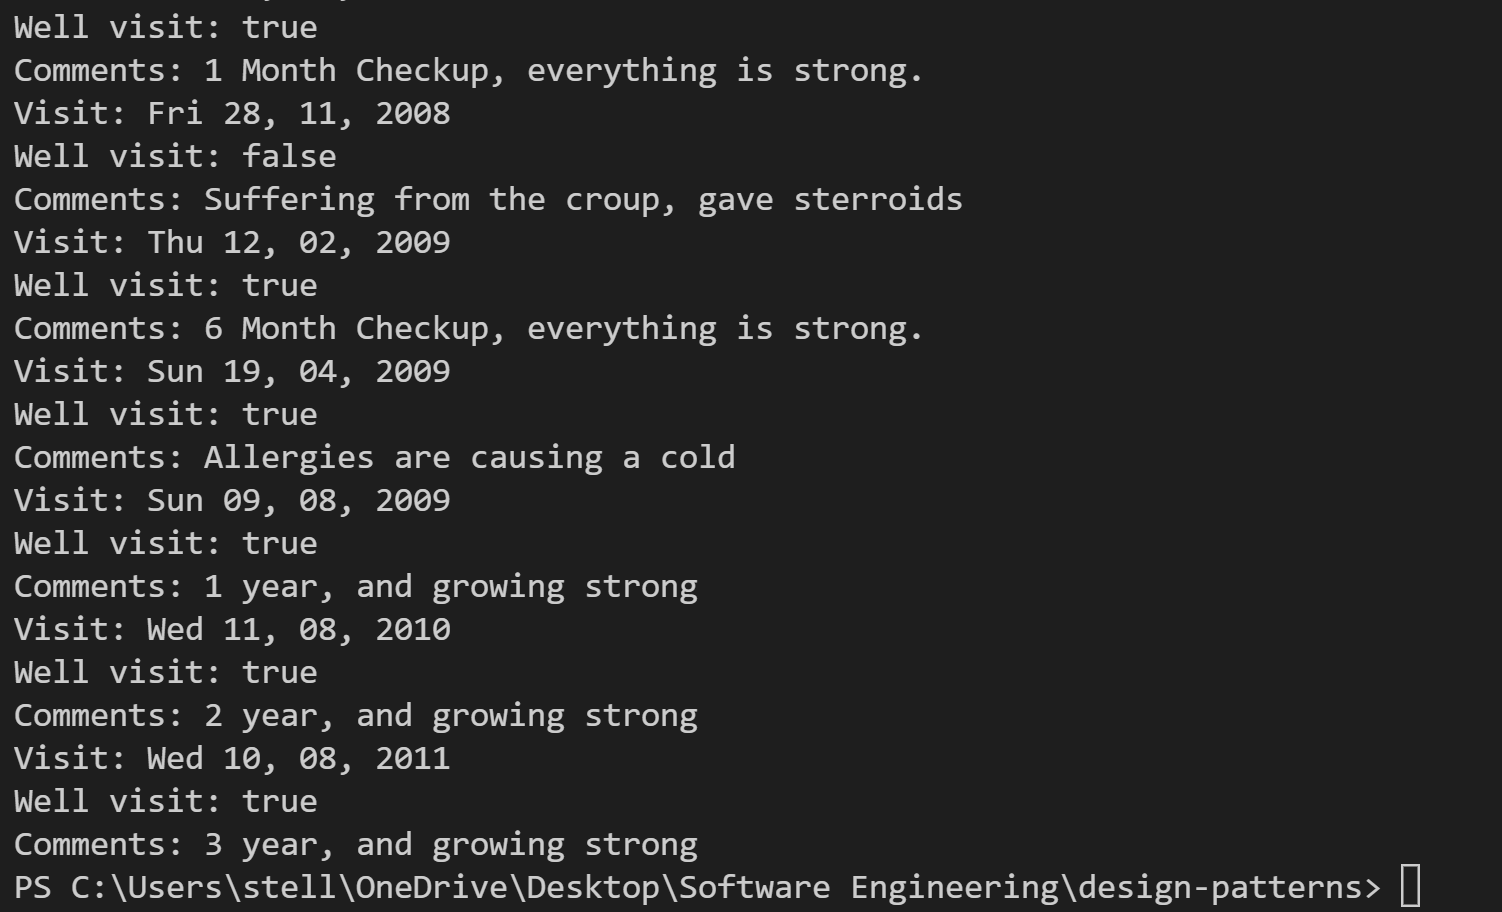 Well visit: true
Comments: 1 Month Checkup, everything is strong.
Visit: Fri 28, 11, 2008
Well visit: false
Comments: Suffering from the croup, gave sterroids
Visit: Thu 12, 02, 2009
Well visit: true
Comments: 6 Month Checkup, everything is strong.
Visit: Sun 19, 04, 2009
Well visit: true
Comments: Allergies are causing a cold
Visit: Sun 09, 08, 2009
Well visit: true
Comments: 1 year, and growing strong
Visit: Wed 11, 08, 2010
Well visit: true
Comments: 2 year, and growing strong
Visit: Wed 10, 08, 2011
Well visit: true
Comments: 3 year, and growing strong
PS C:\Users\stell\OneDrive\Desktop\Software Engineering\design-patterns>